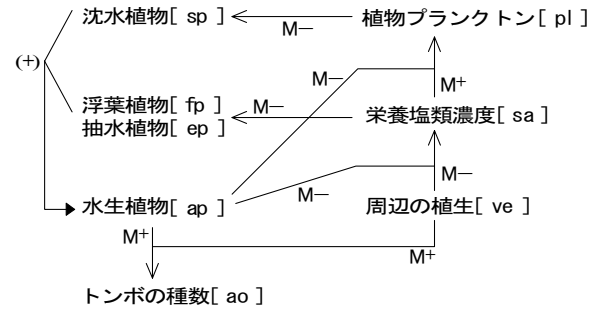 沈水植物[ sp ] M− 植物プランクトン[ pl ]
(+) M− M+
浮葉植物[ fp ] M− 栄養塩類濃度[ sa ]
抽水植物[ ep ]
M− M−
水生植物[ ap ] 周辺の植生[ ve ]
M+ M+
トンボの種数[ ao ]